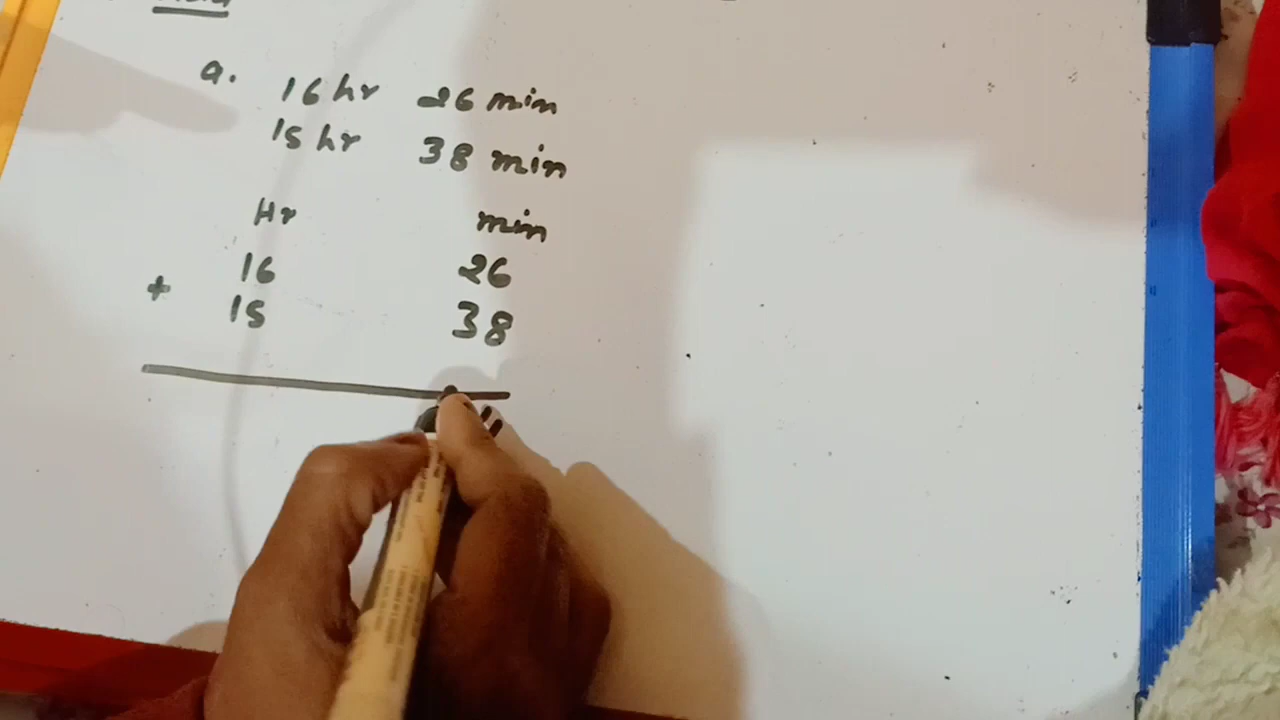 a. 16 hr 26 min
15 hr 38 min
Hr min
16 26
+ 15 38